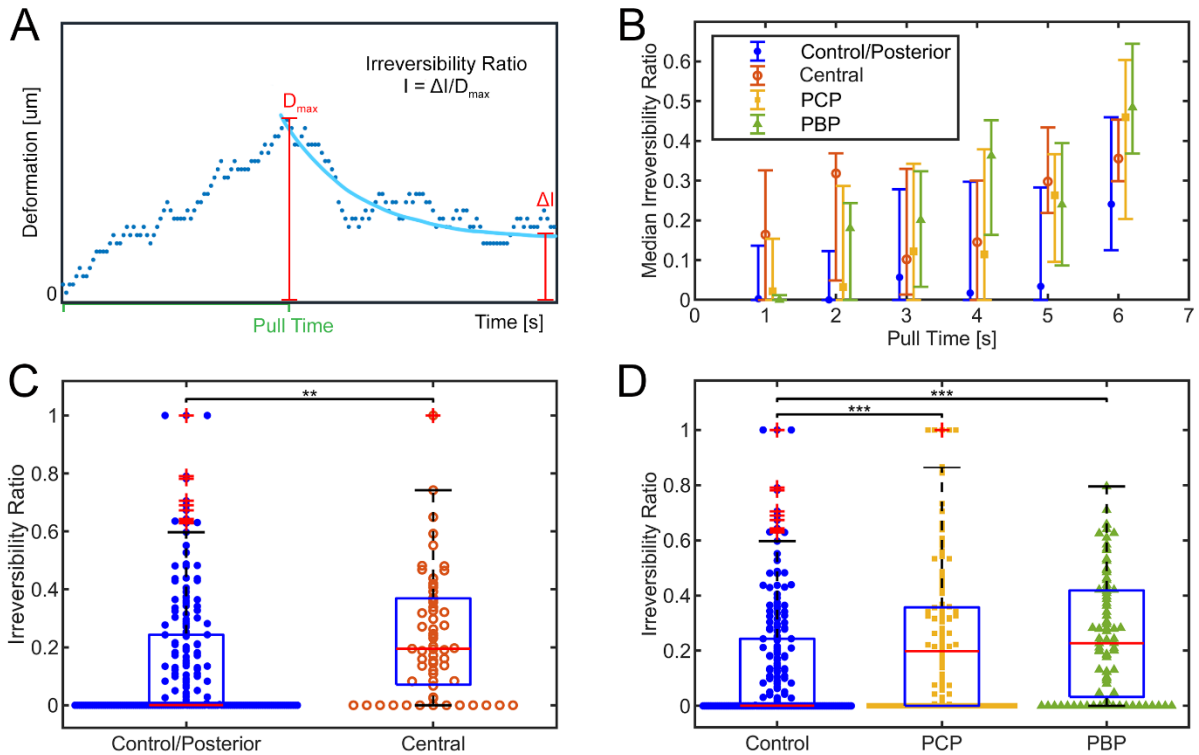 A
Deformation [um]
0
D_max
Irreversibility Ratio
I = ΔI/D_max
ΔI
Pull Time
Time [s]
B
Median Irreversibility Ratio
0.6
0.5
0.4
0.3
0.2
0.1
0
Control/Posterior
Central
PCP
PBP
0 1 2 3 4 5 6 7
Pull Time [s]
C
Irreversibility Ratio
1
0.8
0.6
0.4
0.2
0
**
Control/Posterior Central
D
Irreversibility Ratio
1
0.8
0.6
0.4
0.2
0
***
***
Control PCP PBP